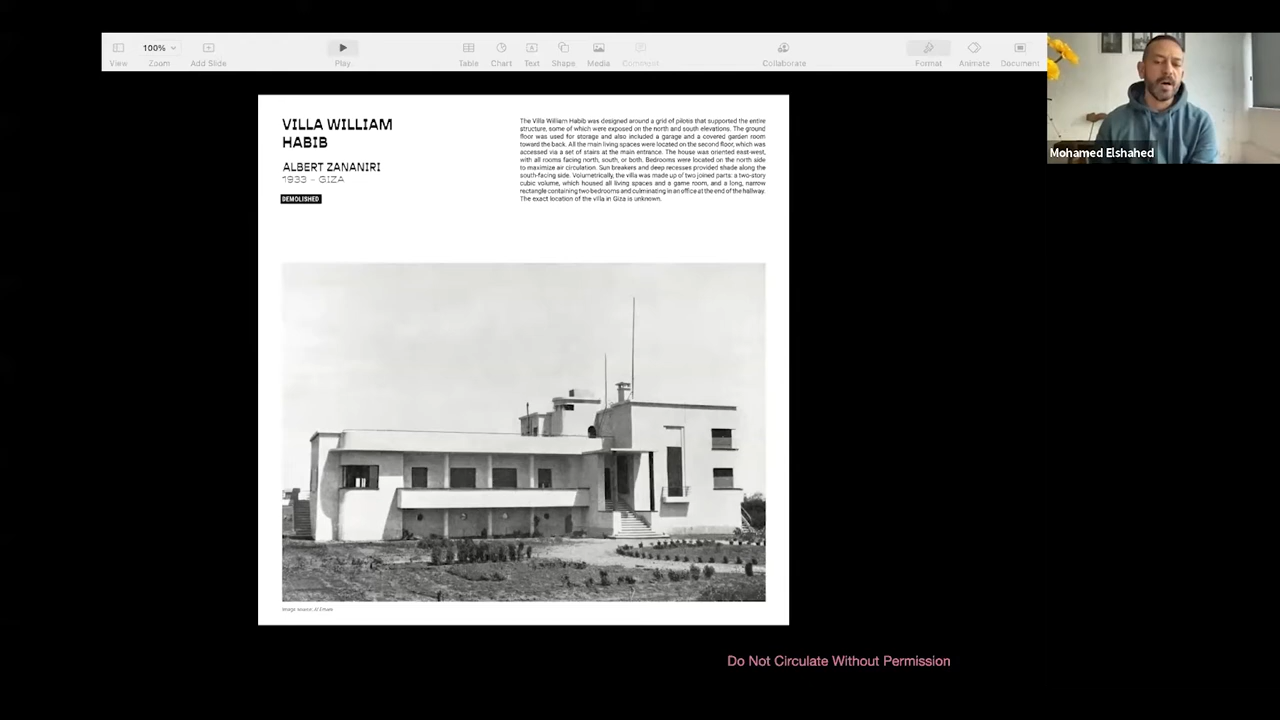 100%
View
Zoom
Add Slide
Play
Table
Chart
Text
Shape
Media
Comment
Collaborate
Format
Animate
Document
Mohamed Elshahed
VILLA WILLIAM
HABIB
ALBERT ZANANIRI
1933 - GIZA
DEMOLISHED
The Villa William Habib was designed around a grid of pilotis that supported the entire
structure, some of which were exposed on the north and south elevations. The ground
floor was used for storage and also included a garage and a covered garden room
toward the back. All the main living spaces were located on the second floor, which was
accessed via a set of stairs at the main entrance. The house was oriented east-west,
with all rooms facing north, south, or both. Bedrooms were located on the north side
to maximize air circulation. Sun breakers and deep recesses provided shade along the
south-facing side. Volumetrically, the villa was made up of two joined parts: a two-story
cubic volume, which housed all living spaces and a game room, and a long, narrow
rectangle containing two bedrooms and culminating in an office at the end of the hallway.
The exact location of the villa in Giza is unknown.
Image source: Al Emara
Do Not Circulate Without Permission